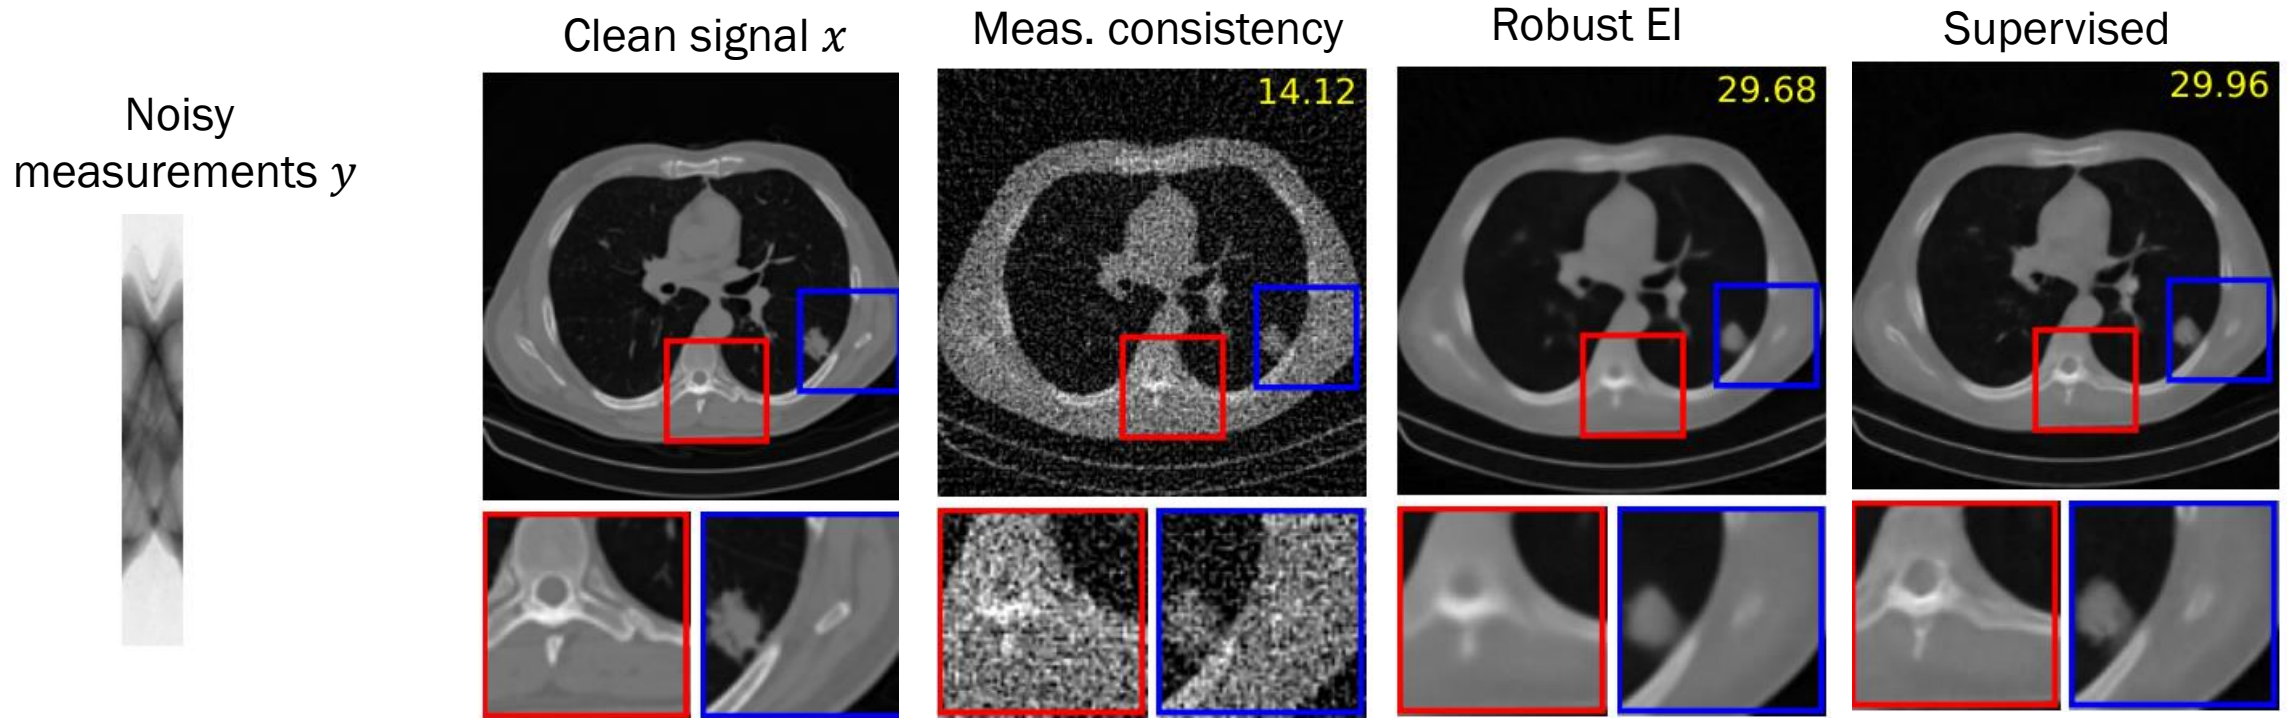 Noisy
measurements y
Clean signal x
Meas. consistency
Robust EI
Supervised
14.12
29.68
29.96